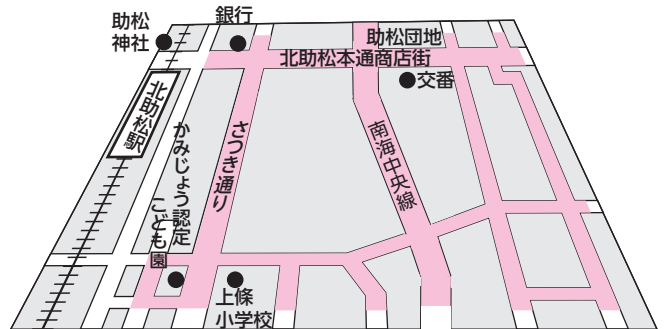 助松
神社
銀行
助松団地
北助松本通商店街
交番
北助松駅
かみじょう認定
こども園
さつき通り
南海中央線
上條
小学校